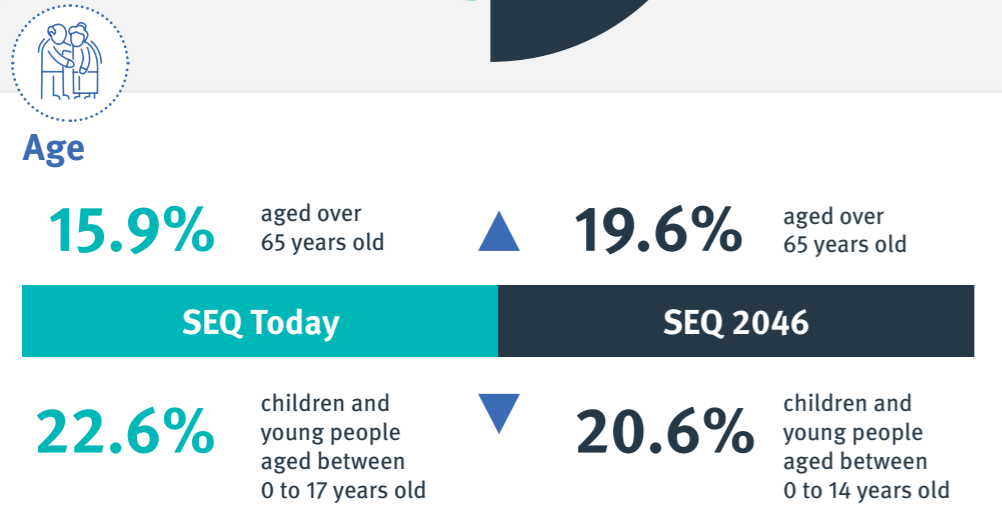 Age
15.9%
aged over
65 years old
19.6%
aged over
65 years old
SEQ Today
SEQ 2046
22.6%
children and
young people
aged between
0 to 17 years old
20.6%
children and
young people
aged between
0 to 14 years old